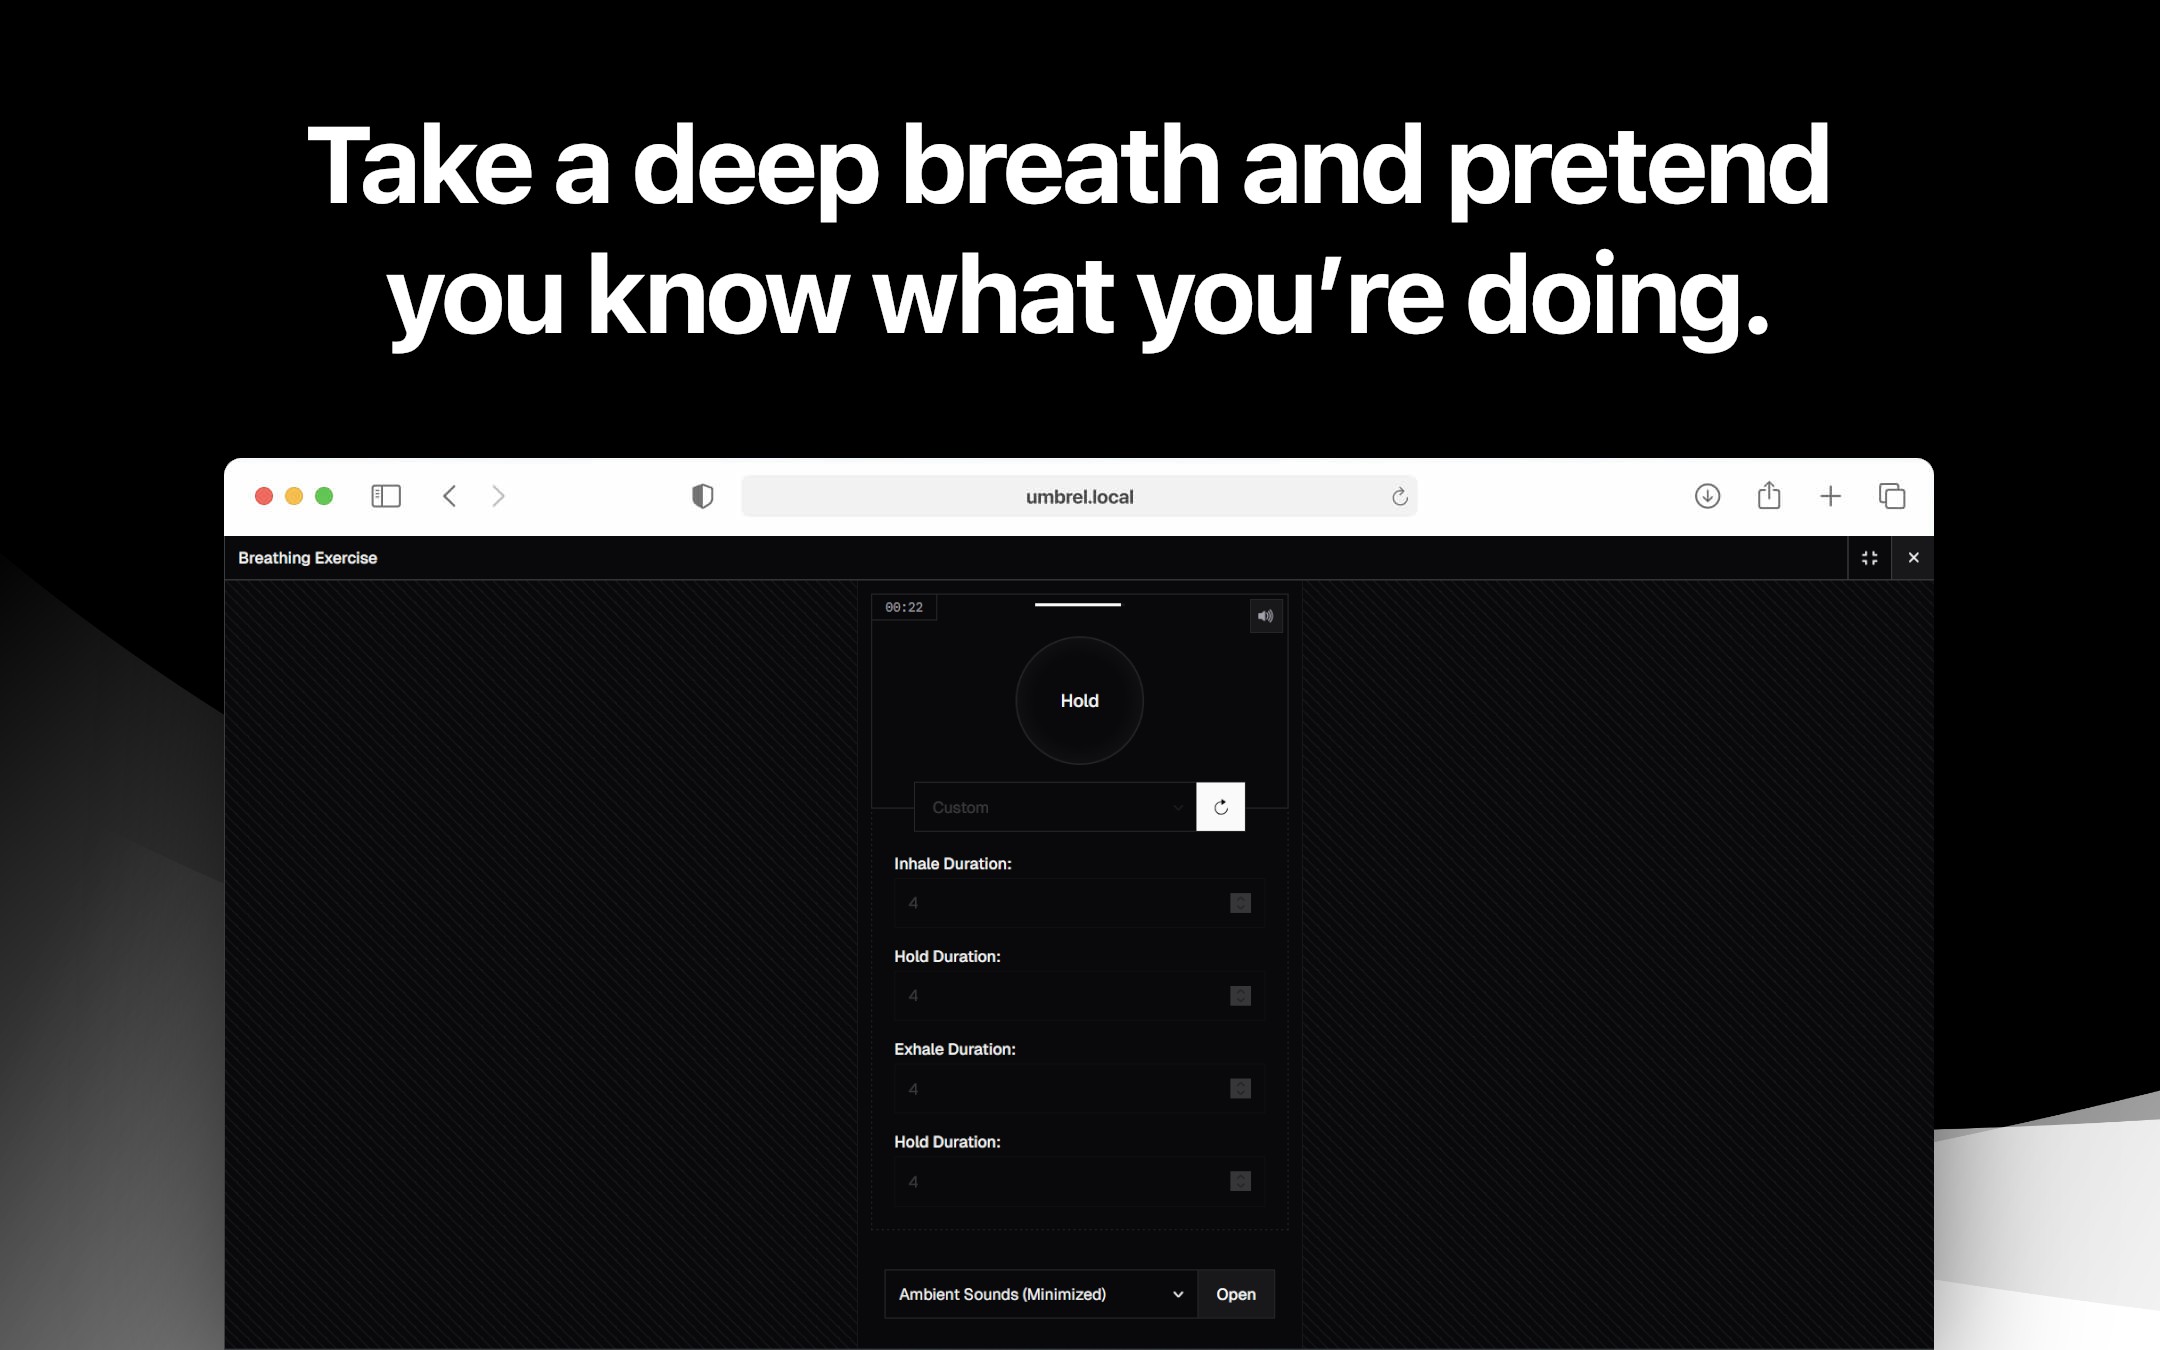 Take a deep breath and pretend
you know what you’re doing.
umbrel.local
Breathing Exercise
00:22
Hold
Custom
Inhale Duration:
4
Hold Duration:
4
Exhale Duration:
4
Hold Duration:
4
Ambient Sounds (Minimized)
Open